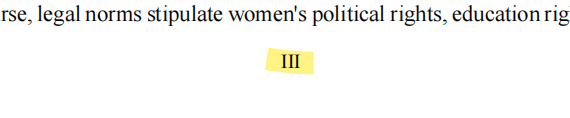 rse, legal norms stipulate women's political rights, education rig
III